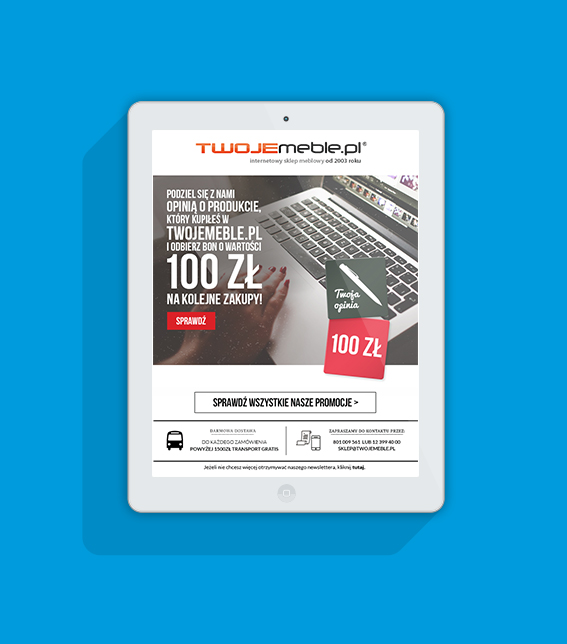 TWOJEmeble.pl®
internetowy sklep meblowy od 2003 roku
PODZIEL SIĘ Z NAMI
OPINIĄ O PRODUKCIE,
KTÓRY KUPIŁEŚ W
TWOJEMEBLE.PL
I ODBIERZ BON O WARTOŚCI
100 ZŁ
NA KOLEJNE ZAKUPY!
SPRAWDŹ
Twoja
opinia
100 ZŁ
SPRAWDŹ WSZYSTKIE NASZE PROMOCJE >
DARMOWA DOSTAWA
DO KAŻDEGO ZAMÓWIENIA
POWYŻEJ 1500ZŁ TRANSPORT GRATIS
ZAPRASZAMY DO KONTAKTU PRZEZ:
801 009 561 LUB 12 399 40 00
SKLEP@TWOJEMEBLE.PL
Jeżeli nie chcesz więcej otrzymywać naszego newslettera, kliknij tutaj.